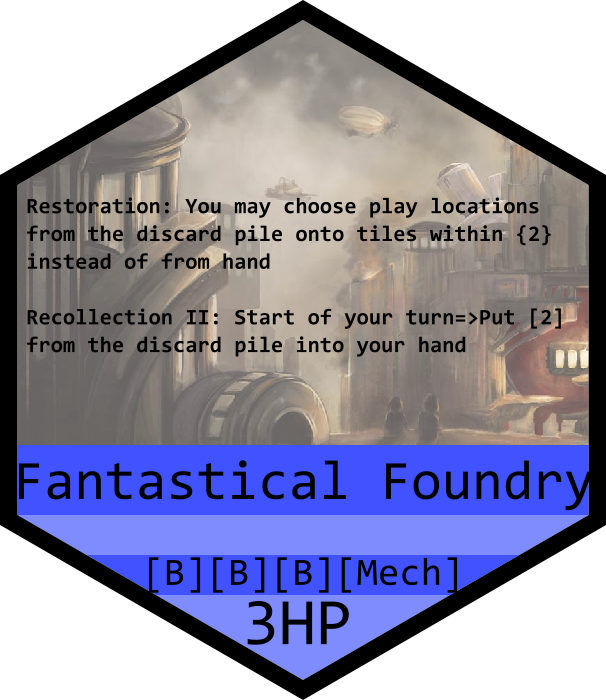 Restoration: You may choose play locations
from the discard pile onto tiles within {2}
instead of from hand
Recollection II: Start of your turn=>Put [2]
from the discard pile into your hand
Fantastical Foundry
[B][B][B][Mech]
3HP